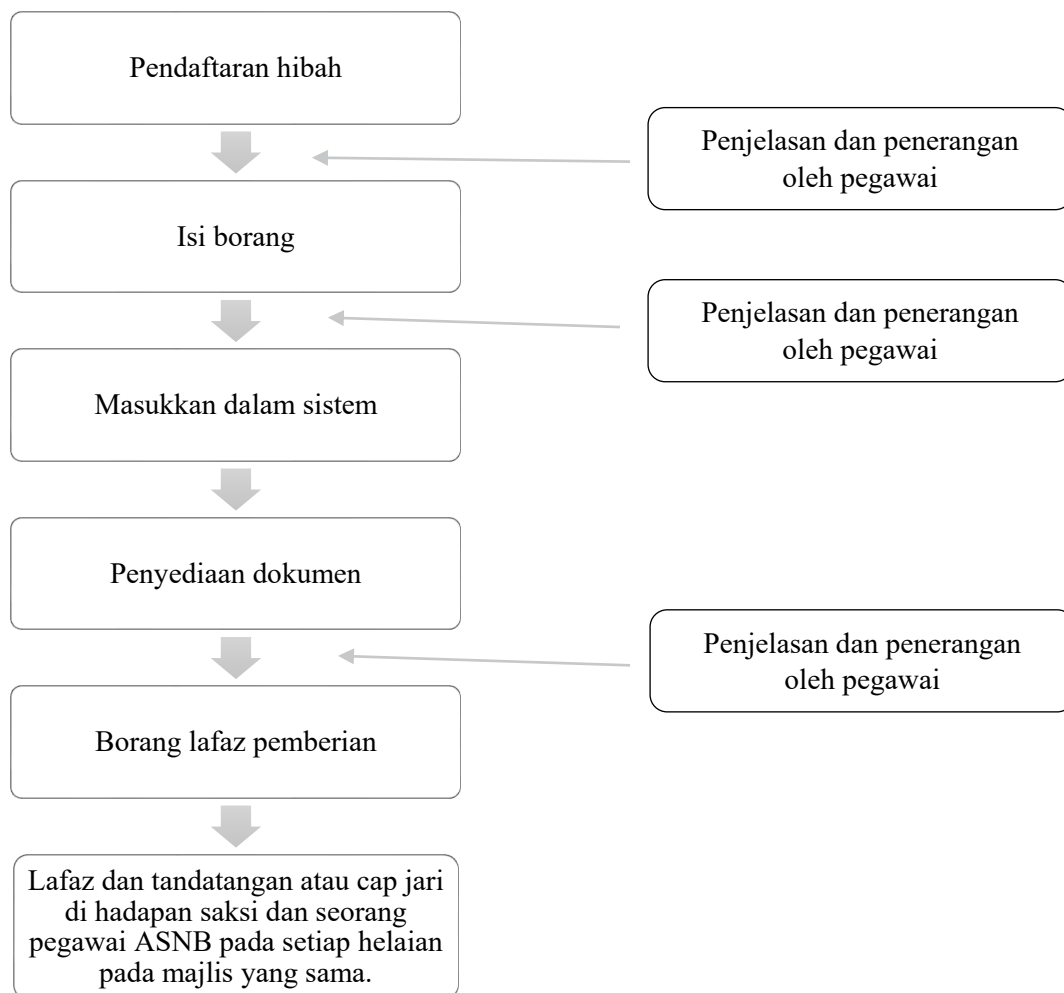 Pendaftaran hibah
Penjelasan dan penerangan
oleh pegawai
Isi borang
Penjelasan dan penerangan
oleh pegawai
Masukkan dalam sistem
Penyediaan dokumen
Penjelasan dan penerangan
oleh pegawai
Borang lafaz pemberian
Lafaz dan tandatangan atau cap jari
di hadapan saksi dan seorang
pegawai ASNB pada setiap helaian
pada majlis yang sama.